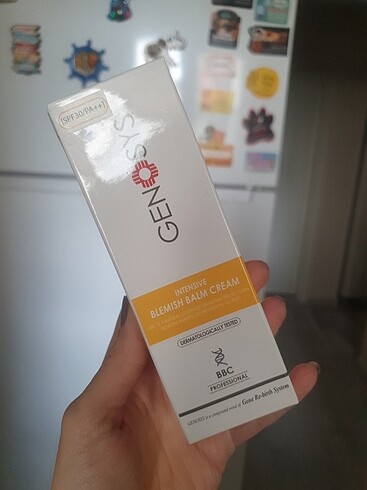 (SPF30/PA++)
GENOSYS
INTENSIVE
BLEMISH BALM CREAM
DERMATOLOGICALLY TESTED
BBC
PROFESSIONAL
GENOSYS is a compound word of Gene Re-birth System